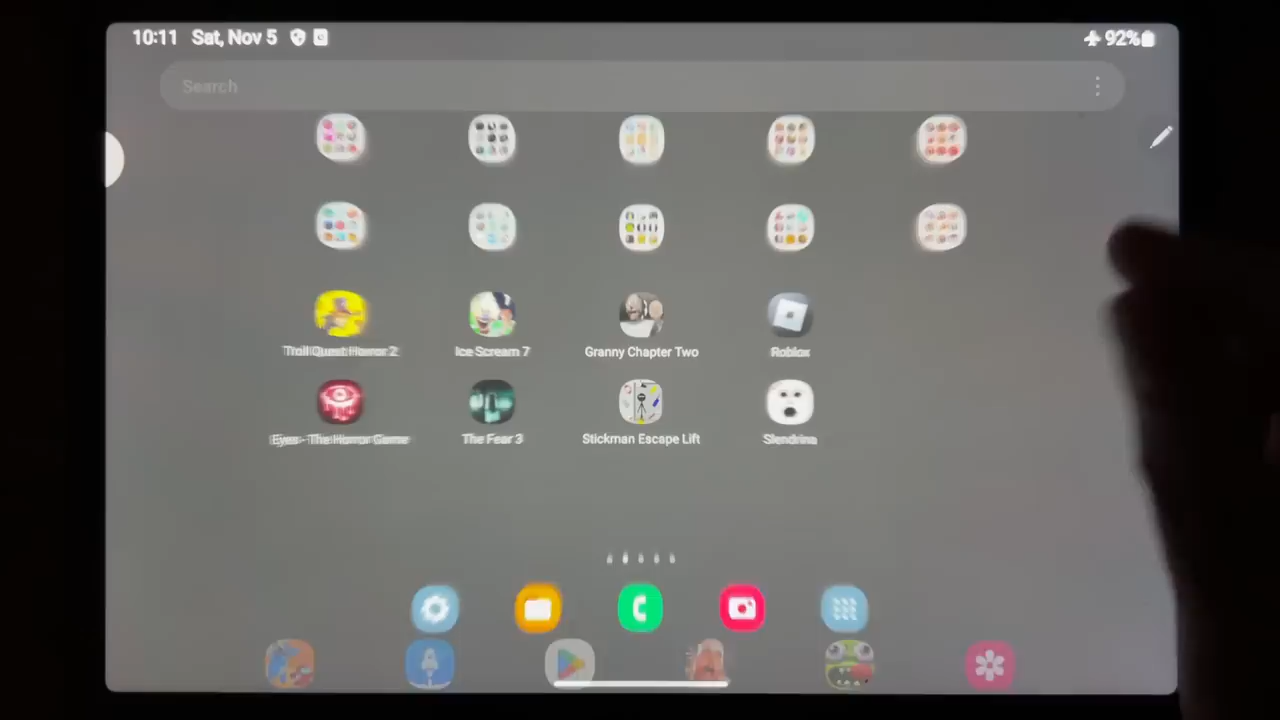 10:11 Sat, Nov 5 92%
Search
Troll Quest Horror 2 Ice Scream 7 Granny Chapter Two Roblox
Eyes - The Horror Game The Fear 3 Stickman Escape Lift Slendrina